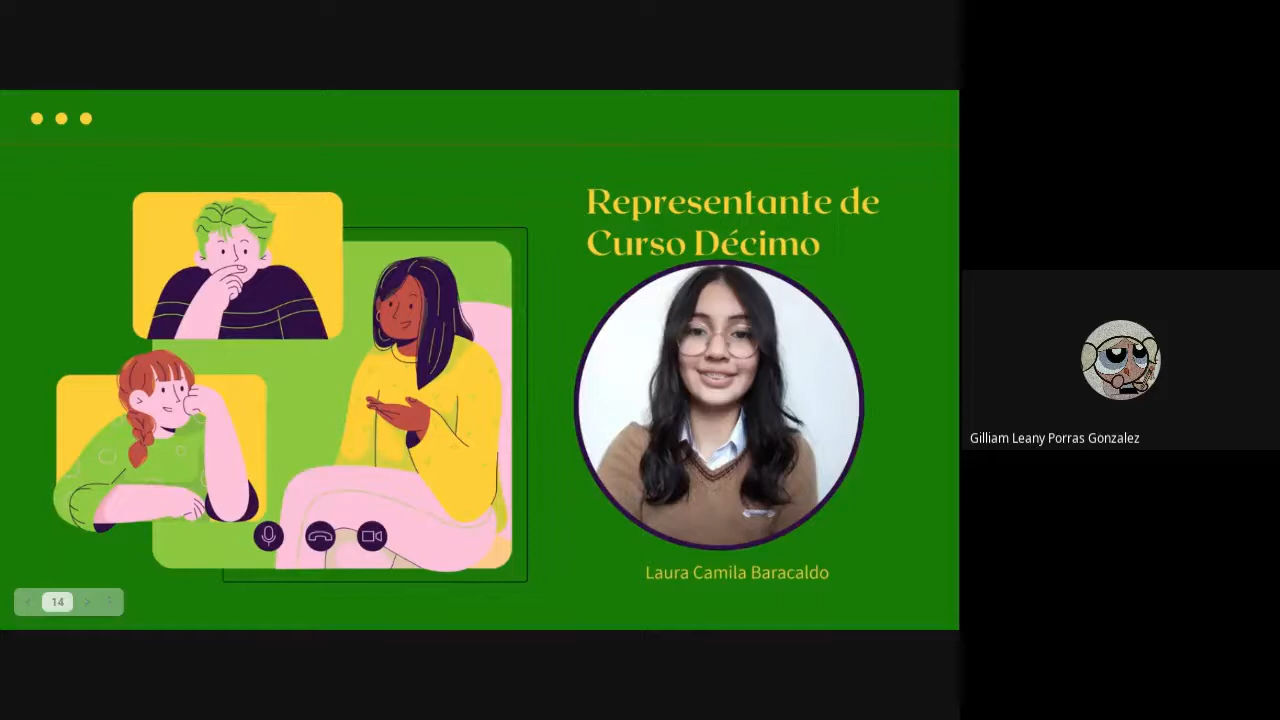 Representante de
Curso Décimo
Laura Camila Baracaldo
14
Gilliam Leany Porras Gonzalez